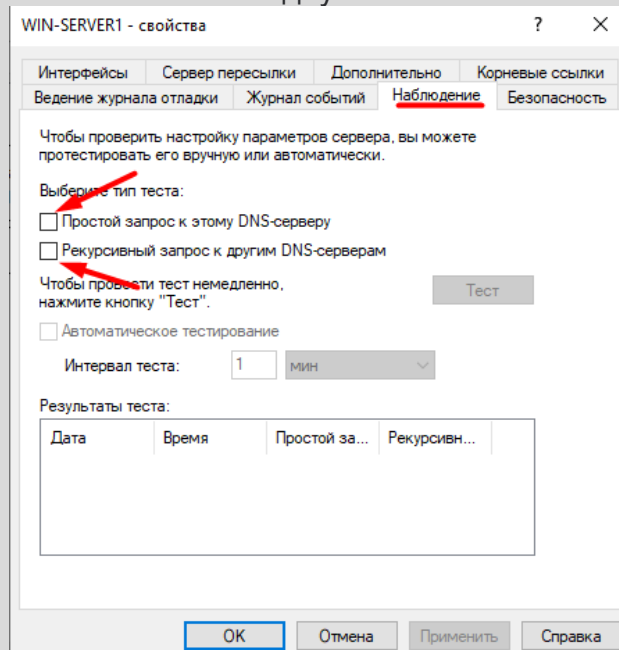 WIN-SERVER1 - свойства ? ×
Интерфейсы Сервер пересылки Дополнительно Корневые ссылки
Ведение журнала отладки Журнал событий Наблюдение Безопасность
Чтобы проверить настройку параметров сервера, вы можете
протестировать его вручную или автоматически.
Выберите тип теста:
Простой запрос к этому DNS-серверу
Рекурсивный запрос к другим DNS-серверам
Чтобы провести тест немедленно,
нажмите кнопку "Тест".
Тест
Автоматическое тестирование
Интервал теста: 1 мин
Результаты теста:
Дата Время Простой за... Рекурсивн...
OK Отмена Применить Справка